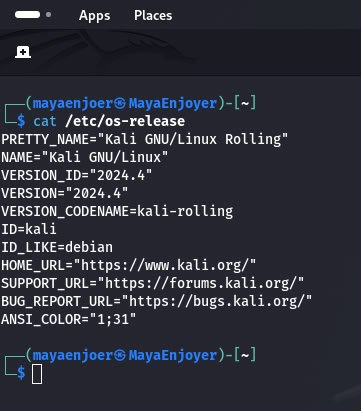 Apps Places
┌──(mayaenjoer㉿MayaEnjoyer)-[~]
└─$ cat /etc/os-release
PRETTY_NAME="Kali GNU/Linux Rolling"
NAME="Kali GNU/Linux"
VERSION_ID="2024.4"
VERSION="2024.4"
VERSION_CODENAME=kali-rolling
ID=kali
ID_LIKE=debian
HOME_URL="https://www.kali.org/"
SUPPORT_URL="https://forums.kali.org/"
BUG_REPORT_URL="https://bugs.kali.org/"
ANSI_COLOR="1;31"
┌──(mayaenjoer㉿MayaEnjoyer)-[~]
└─$